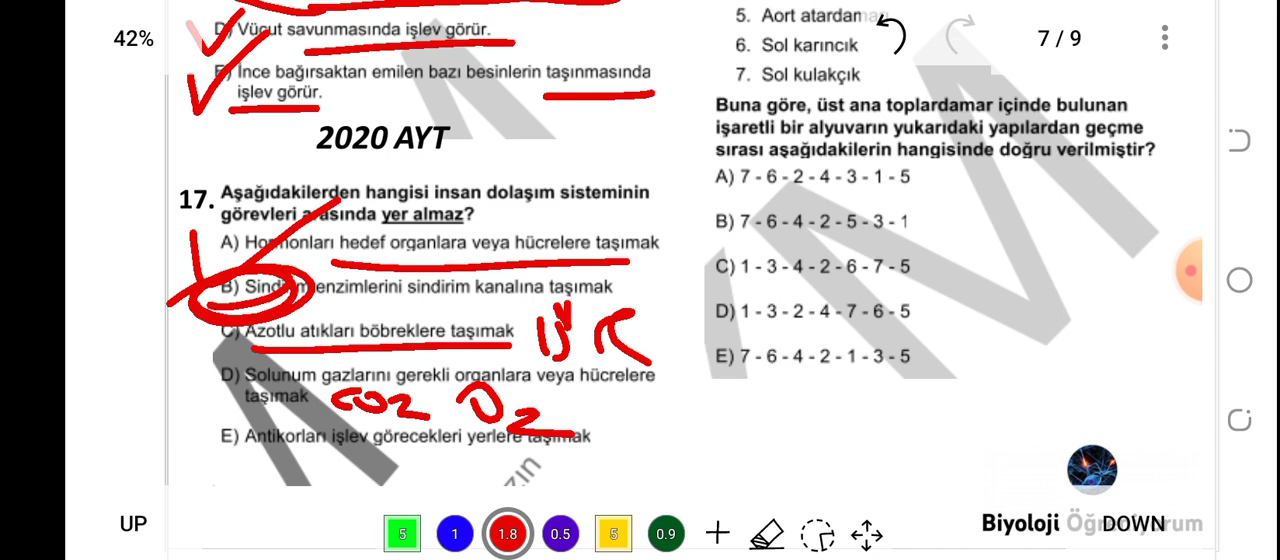 42%
D) Vücut savunmasında işlev görür.
E) İnce bağırsaktan emilen bazı besinlerin taşınmasında
işlev görür.
2020 AYT
17. Aşağıdakilerden hangisi insan dolaşım sisteminin
görevleri arasında yer almaz?
A) Hormonları hedef organlara veya hücrelere taşımak
B) Sindirim enzimlerini sindirim kanalına taşımak
C) Azotlu atıkları böbreklere taşımak
D) Solunum gazlarını gerekli organlara veya hücrelere
taşımak
CO2 O2
E) Antikorları işlev görecekleri yerlere taşımak
UP
5. Aort atardamarı
6. Sol karıncık
7. Sol kulakçık
7 / 9
Buna göre, üst ana toplardamar içinde bulunan
işaretli bir alyuvarın yukarıdaki yapılardan geçme
sırası aşağıdakilerin hangisinde doğru verilmiştir?
A) 7 - 6 - 2 - 4 - 3 - 1 - 5
B) 7 - 6 - 4 - 2 - 5 - 3 - 1
C) 1 - 3 - 4 - 2 - 6 - 7 - 5
D) 1 - 3 - 2 - 4 - 7 - 6 - 5
E) 7 - 6 - 4 - 2 - 1 - 3 - 5
Biyoloji Öğreniyorum
DOWN
5 1 1.8 0.5 5 0.9